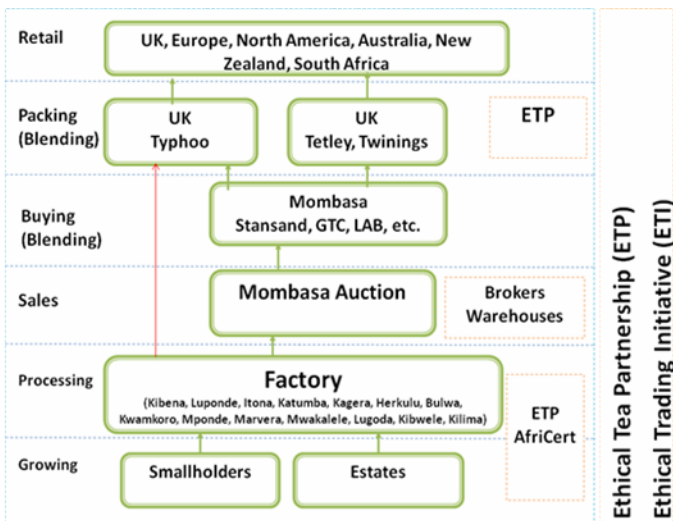 Retail
UK, Europe, North America, Australia, New
Zealand, South Africa
Packing
(Blending)
UK
Typhoo
UK
Tetley, Twinings
ETP
Buying
(Blending)
Mombasa
Stansand, GTC, LAB, etc.
Sales
Mombasa Auction
Brokers
Warehouses
Processing
Factory
(Kibena, Luponde, Itona, Katumba, Kagera, Herkulu, Bulwa,
Kwamkoro, Mponde, Marvera, Mwakalele, Lugoda, Kibwele, Kilima)
ETP
AfriCert
Growing
Smallholders
Estates
Ethical Tea Partnership (ETP)
Ethical Trading Initiative (ETI)